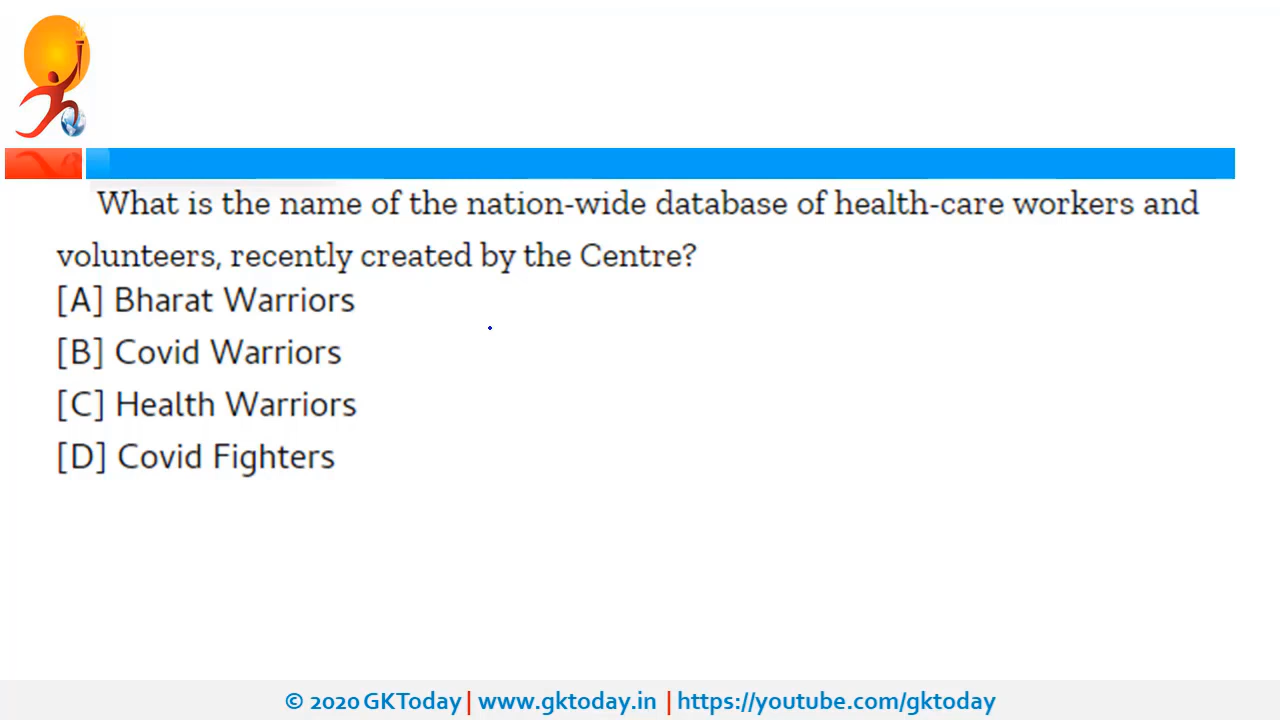 What is the name of the nation-wide database of health-care workers and
volunteers, recently created by the Centre?
[A] Bharat Warriors
[B] Covid Warriors
[C] Health Warriors
[D] Covid Fighters
© 2020 GKToday | www.gktoday.in | https://youtube.com/gktoday